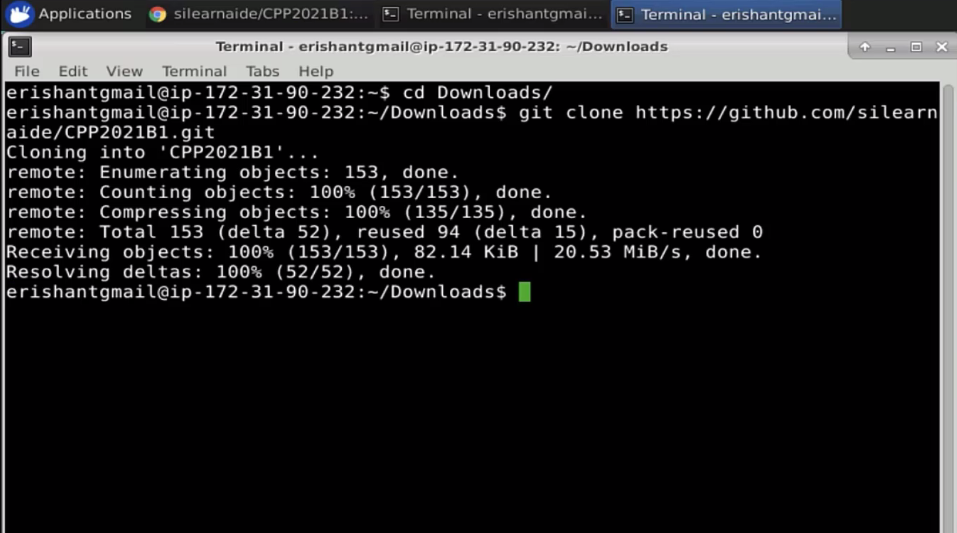 Applications
silearnaide/CPP2021B1:...
Terminal - erishantgmai...
Terminal - erishantgmai...
Terminal - erishantgmail@ip-172-31-90-232: ~/Downloads
File Edit View Terminal Tabs Help
erishantgmail@ip-172-31-90-232:~$ cd Downloads/
erishantgmail@ip-172-31-90-232:~/Downloads$ git clone https://github.com/silearn
aide/CPP2021B1.git
Cloning into 'CPP2021B1'...
remote: Enumerating objects: 153, done.
remote: Counting objects: 100% (153/153), done.
remote: Compressing objects: 100% (135/135), done.
remote: Total 153 (delta 52), reused 94 (delta 15), pack-reused 0
Receiving objects: 100% (153/153), 82.14 KiB | 20.53 MiB/s, done.
Resolving deltas: 100% (52/52), done.
erishantgmail@ip-172-31-90-232:~/Downloads$